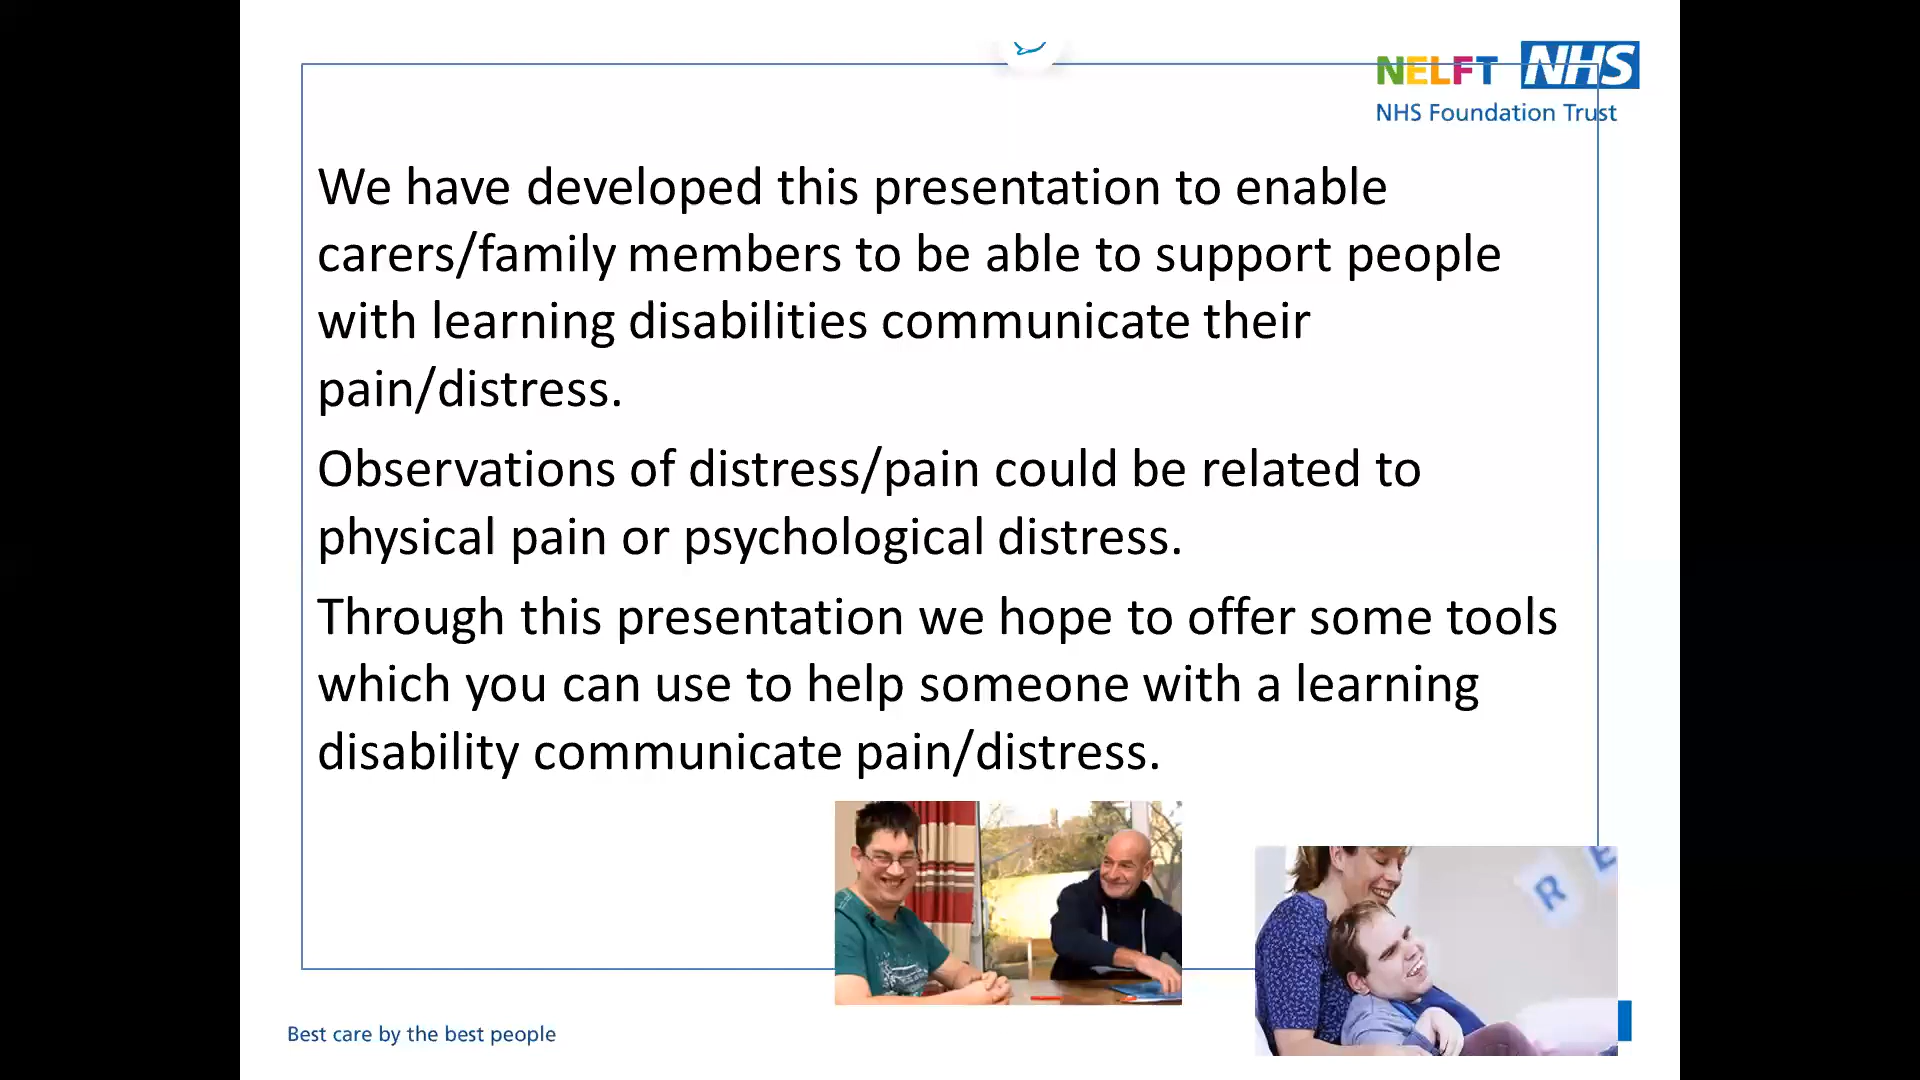 NELFT NHS
NHS Foundation Trust
We have developed this presentation to enable
carers/family members to be able to support people
with learning disabilities communicate their
pain/distress.
Observations of distress/pain could be related to
physical pain or psychological distress.
Through this presentation we hope to offer some tools
which you can use to help someone with a learning
disability communicate pain/distress.
R E
Best care by the best people